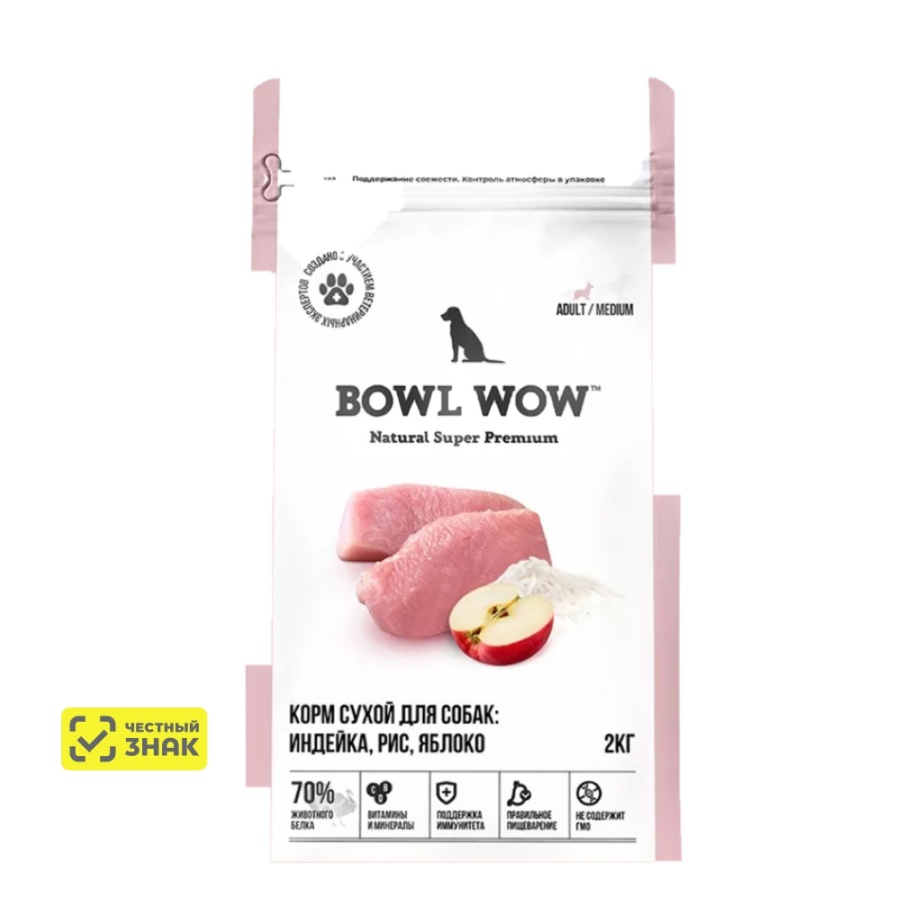 >>> Поддержание свежести. Контроль атмосферы в упаковке
СОЗДАНО С УЧАСТИЕМ ВЕТЕРИНАРНЫХ ЭКСПЕРТОВ
ADULT / MEDIUM
BOWL WOW™
Natural Super Premium
КОРМ СУХОЙ ДЛЯ СОБАК:
ИНДЕЙКА, РИС, ЯБЛОКО
2КГ
ЧЕСТНЫЙ
ЗНАК
70%
ЖИВОТНОГО
БЕЛКА
C B D
ВИТАМИНЫ
И МИНЕРАЛЫ
ПОДДЕРЖКА
ИММУНИТЕТА
ПРАВИЛЬНОЕ
ПИЩЕВАРЕНИЕ
НЕ СОДЕРЖИТ
ГМО